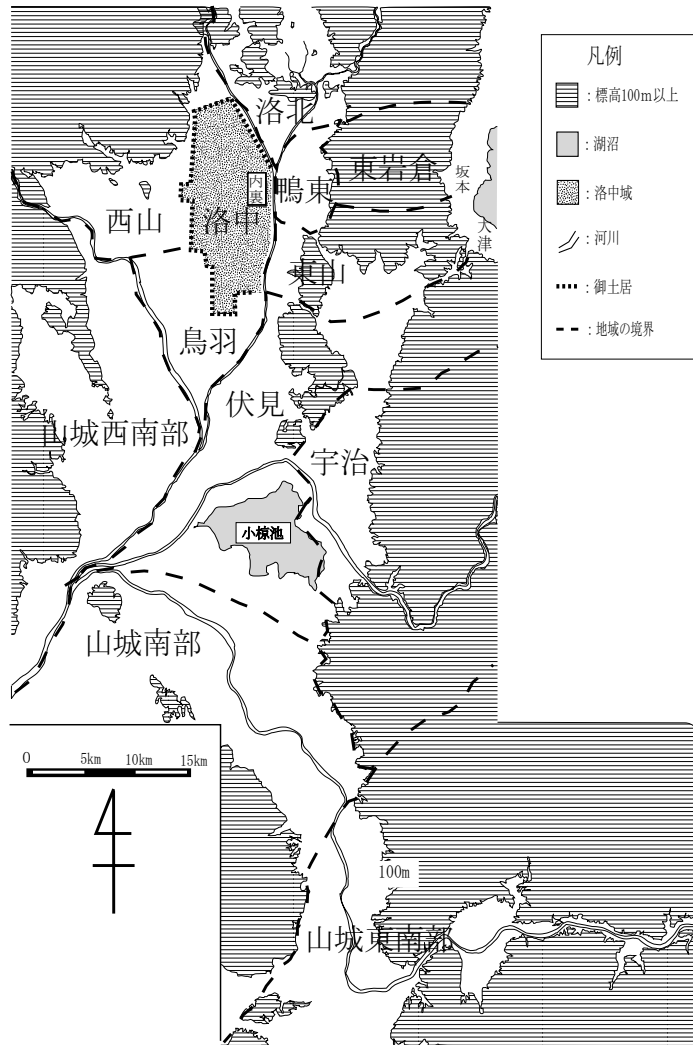 凡例
:標高100m以上
:湖沼
:洛中域
:河川
:御土居
:地域の境界
洛北
東岩倉
坂本
内裏
鴨東
西山
洛中
大津
東山
鳥羽
伏見
山城西南部
宇治
小椋池
山城南部
0 5km 10km 15km
100m
山城東南部